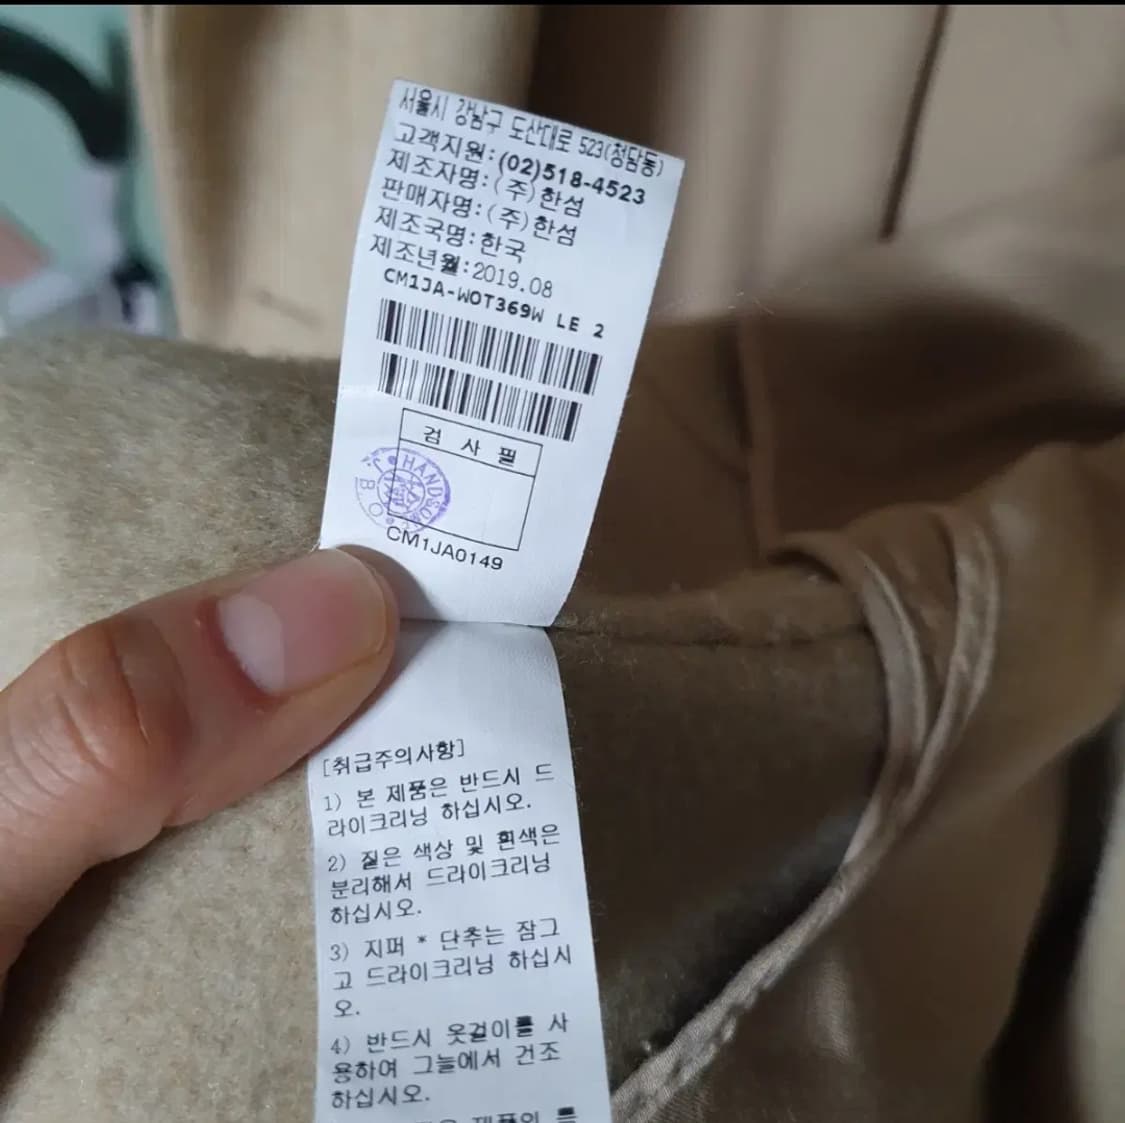 서울시 강남구 도산대로 523(청담동)
고객지원:(02)518-4523
제조자명:(주)한섬
판매자명:(주)한섬
제조국명:한국
제조년월:2019.08
CM1JA-WOT369W LE 2
검 사 필
HANDSOME
J.O.B
CM1JA0149
[취급주의사항]
1) 본 제품은 반드시 드
라이크리닝 하십시오.
2) 짙은 색상 및 흰색은
분리해서 드라이크리닝
하십시오.
3) 지퍼 * 단추는 잠그
고 드라이크리닝 하십시
오.
4) 반드시 옷걸이를 사
용하여 그늘에서 건조
하십시오.
제품의